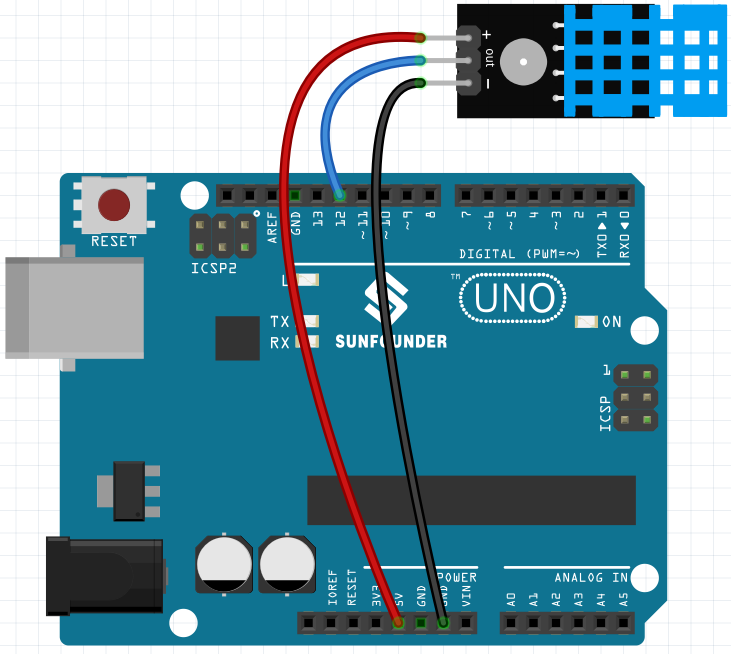 +
out
−
RESET
AREF
GND
13
12
~11
~10
~9
8
7
~6
~5
4
~3
2
TX0▶1
RX0◀0
ICSP2
DIGITAL (PWM=~)
L
TX
RX
SUNFOUNDER
™
UNO
ON
1
ICSP
POWER
ANALOG IN
IOREF
RESET
3V3
5V
GND
GND
VIN
A0
A1
A2
A3
A4
A5